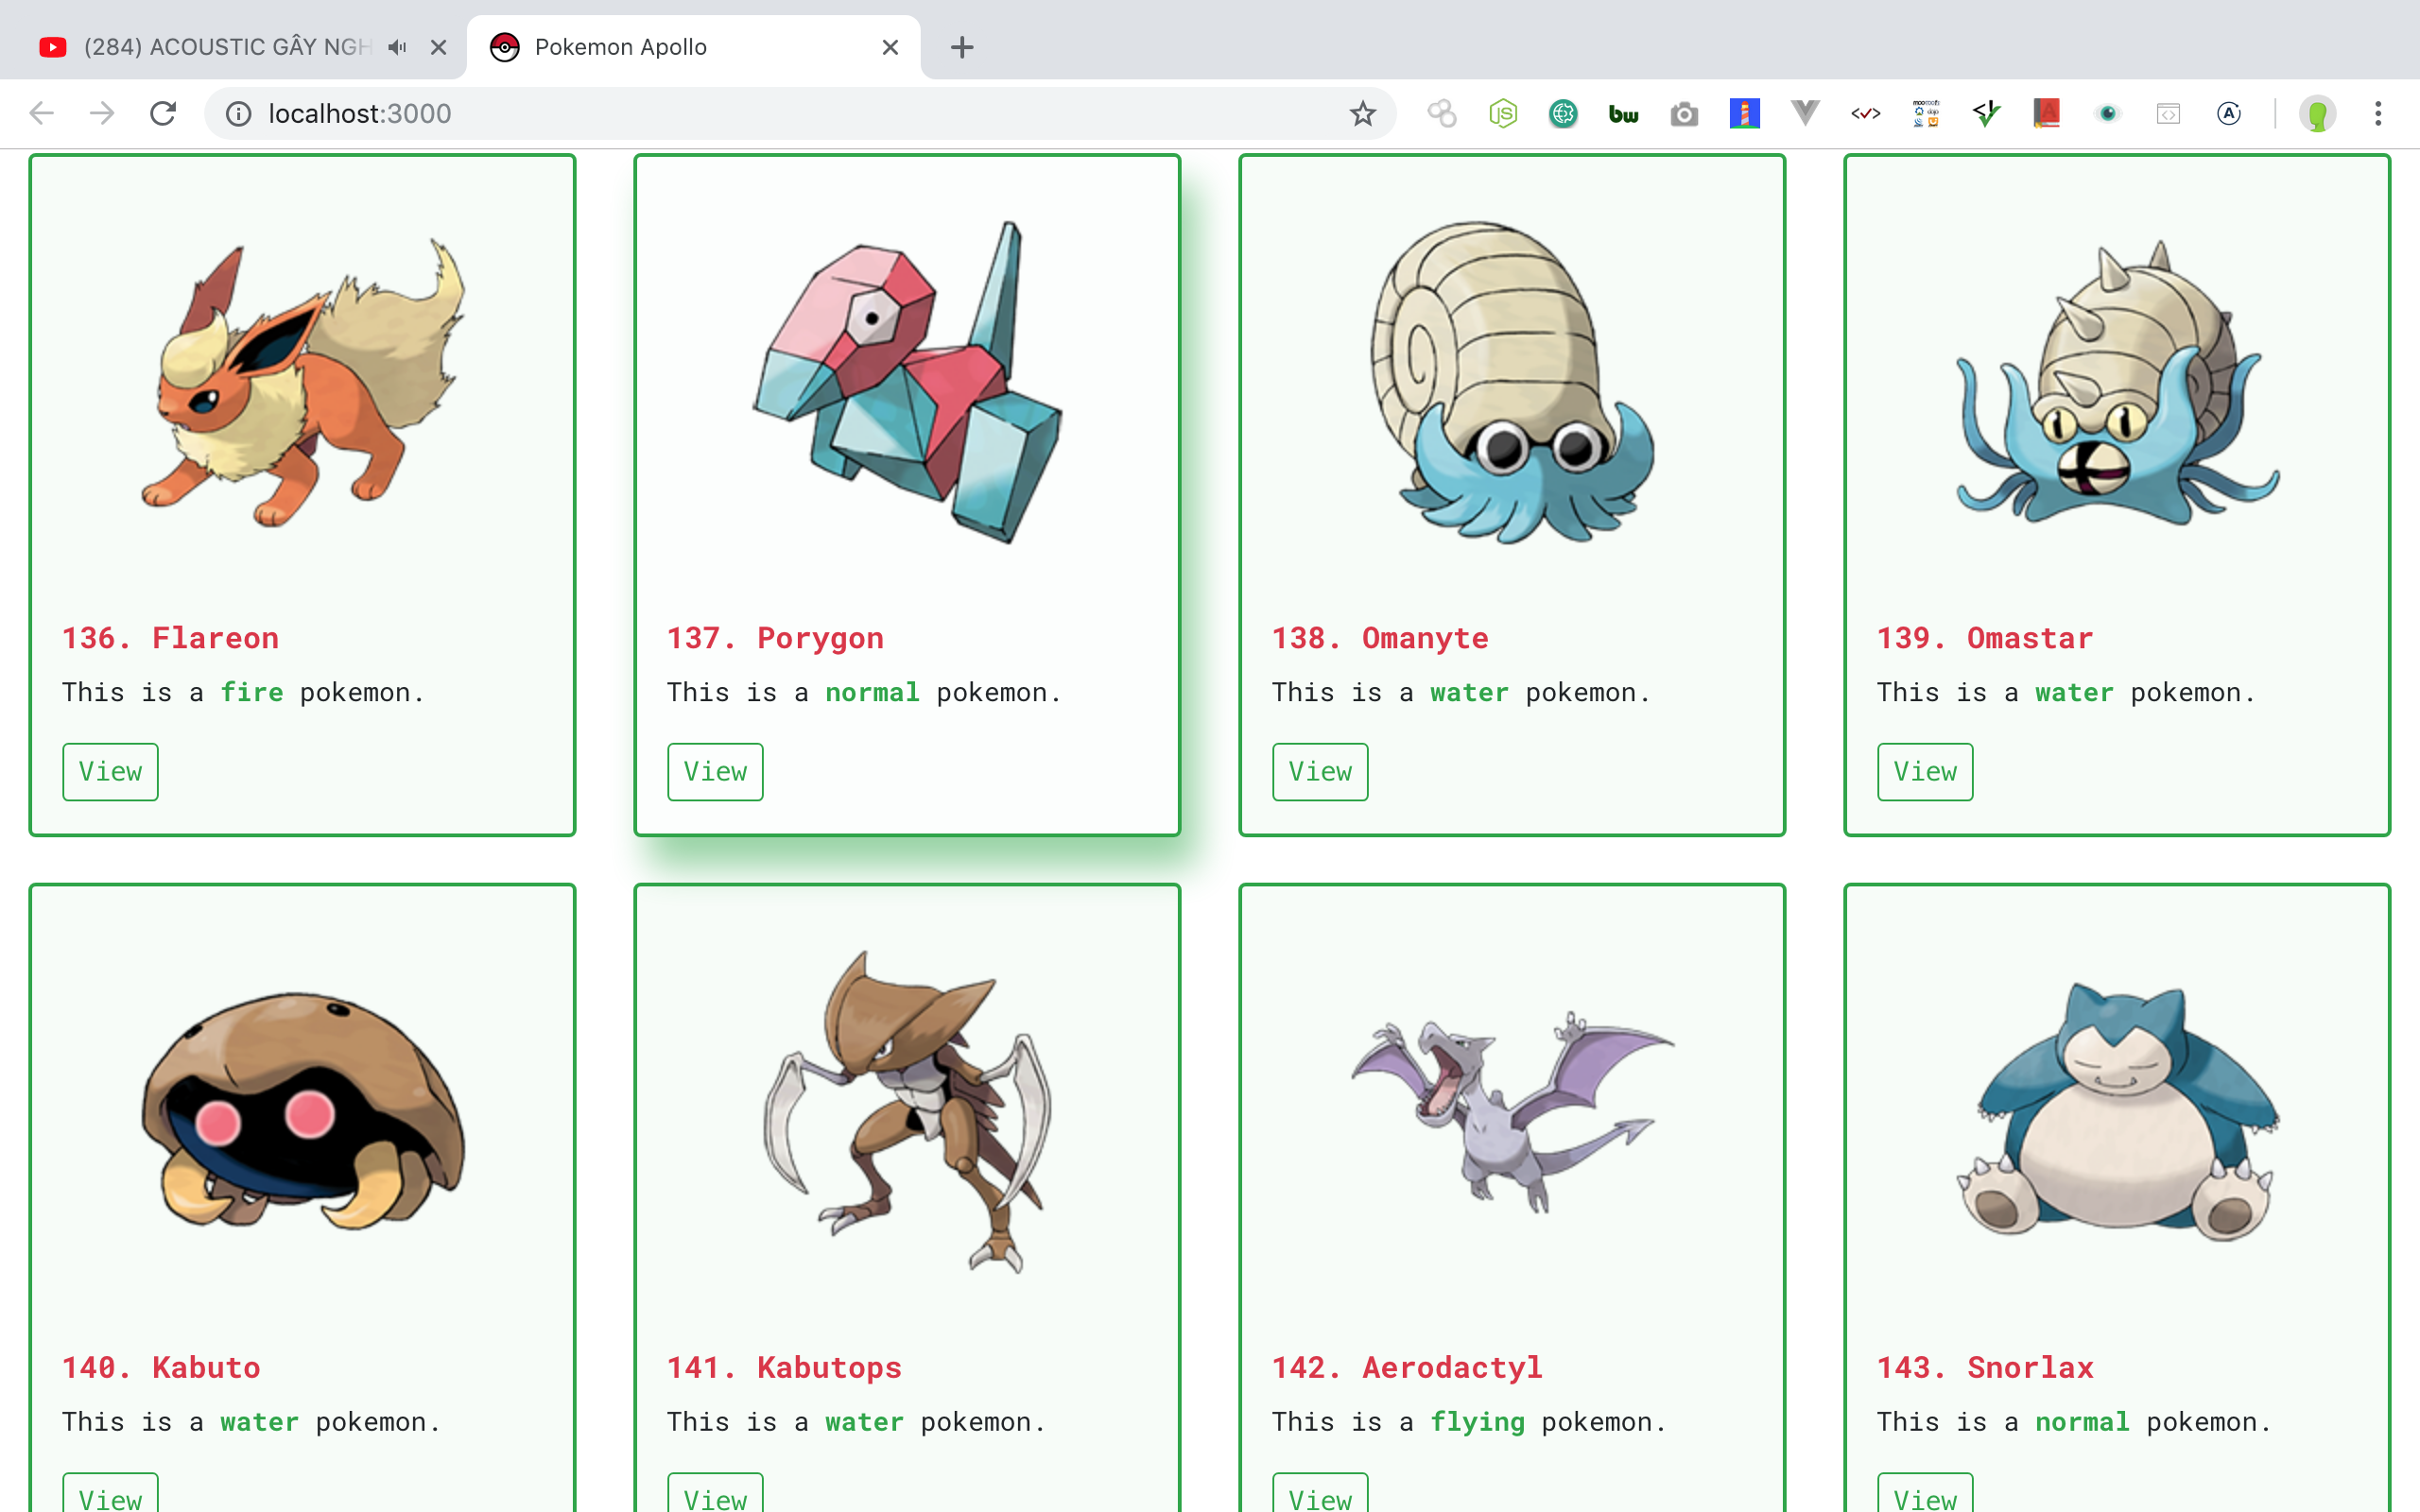 (284) ACOUSTIC GÂY NGH
Pokemon Apollo
localhost:3000
JS
bw
A
A
136. Flareon
This is a fire pokemon.
View
137. Porygon
This is a normal pokemon.
View
138. Omanyte
This is a water pokemon.
View
139. Omastar
This is a water pokemon.
View
140. Kabuto
This is a water pokemon.
View
141. Kabutops
This is a water pokemon.
View
142. Aerodactyl
This is a flying pokemon.
View
143. Snorlax
This is a normal pokemon.
View